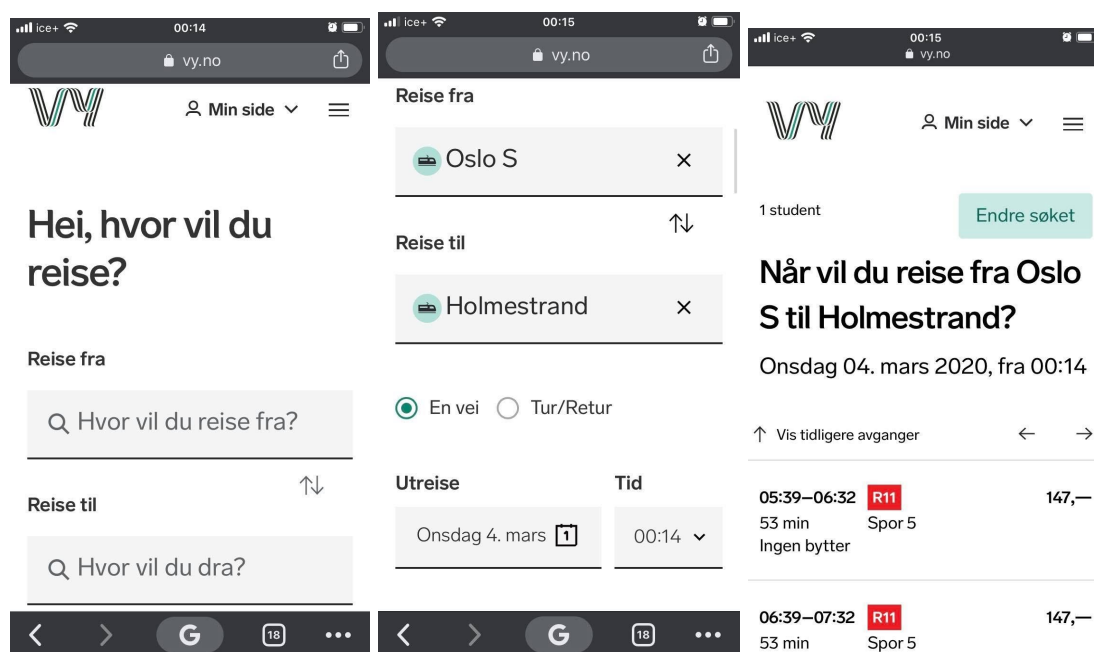 ice+ 00:14
vy.no
VY Min side
Hei, hvor vil du
reise?
Reise fra
Hvor vil du reise fra?
Reise til
Hvor vil du dra?
G 18
ice+ 00:15
vy.no
Reise fra
Oslo S
Reise til
Holmestrand
En vei Tur/Retur
Utreise Tid
Onsdag 4. mars 1 00:14
G 18
ice+ 00:15
vy.no
VY Min side
1 student Endre søket
Når vil du reise fra Oslo
S til Holmestrand?
Onsdag 04. mars 2020, fra 00:14
Vis tidligere avganger
05:39–06:32 R11 147,—
53 min Spor 5
Ingen bytter
06:39–07:32 R11 147,—
53 min Spor 5